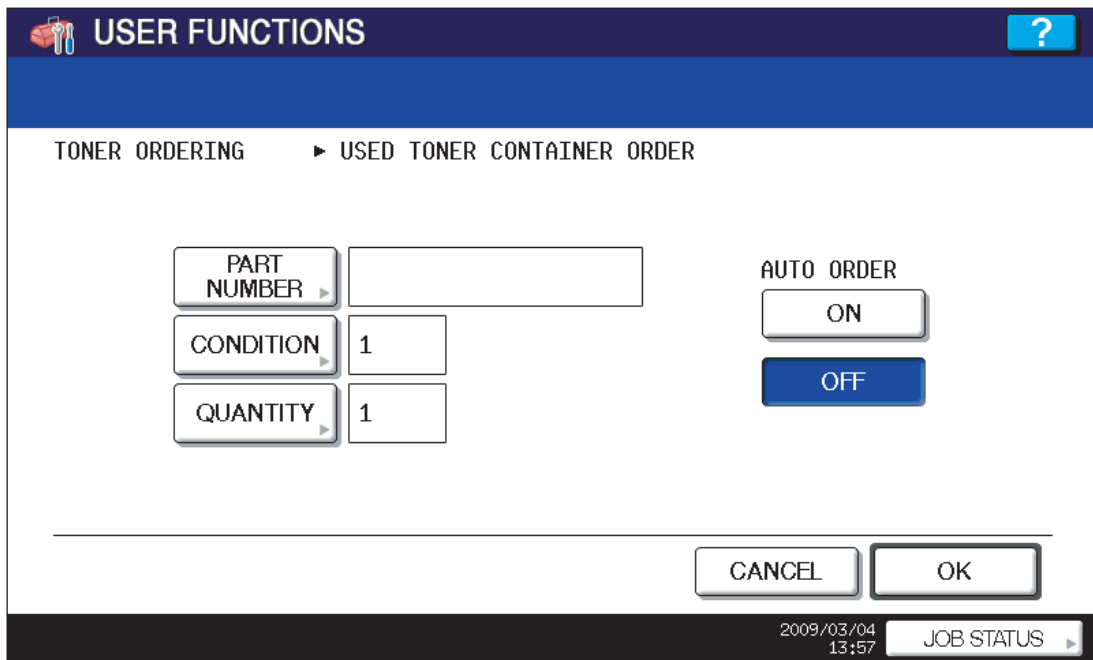 USER FUNCTIONS
?
TONER ORDERING ▶ USED TONER CONTAINER ORDER
PART
NUMBER
AUTO ORDER
ON
CONDITION 1
OFF
QUANTITY 1
CANCEL OK
2009/03/04
13:57
JOB STATUS